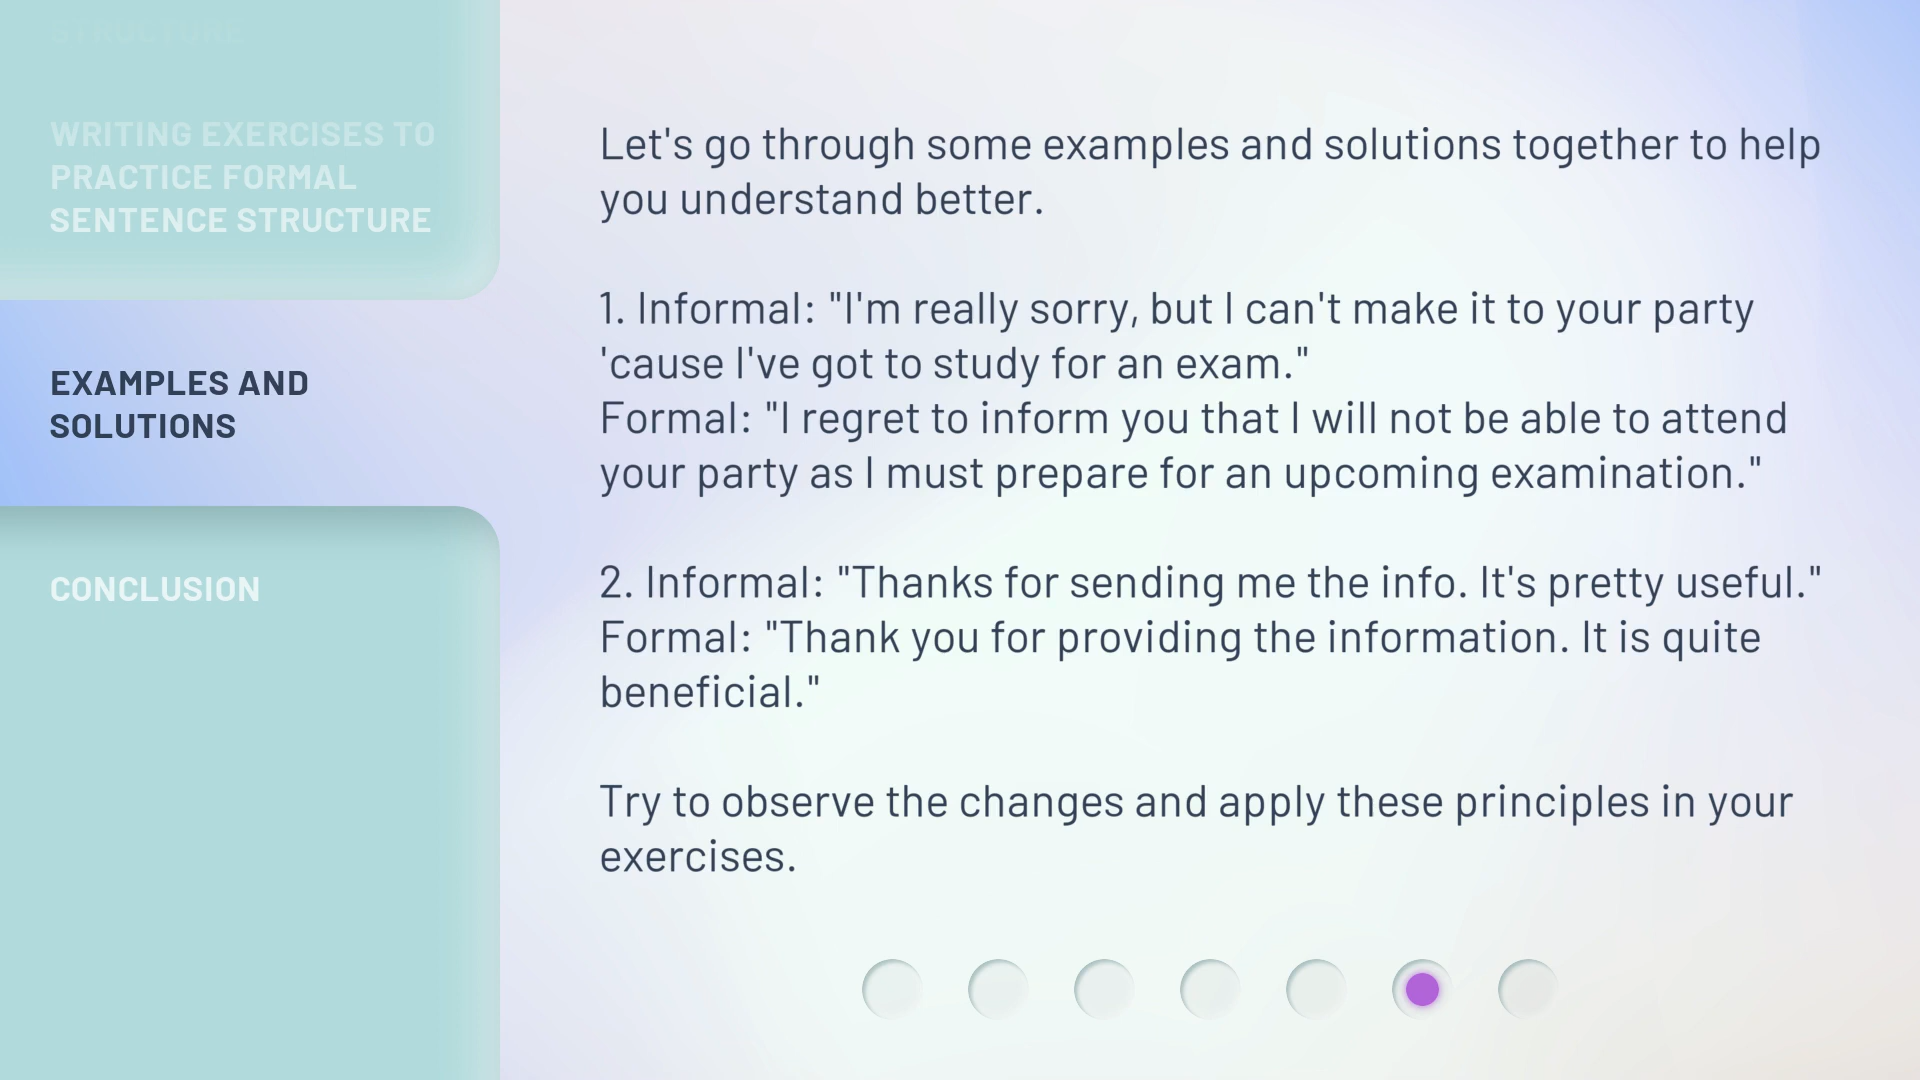 STRUCTURE
WRITING EXERCISES TO
PRACTICE FORMAL
SENTENCE STRUCTURE
EXAMPLES AND
SOLUTIONS
CONCLUSION
Let's go through some examples and solutions together to help
you understand better.
1. Informal: "I'm really sorry, but I can't make it to your party
'cause I've got to study for an exam."
Formal: "I regret to inform you that I will not be able to attend
your party as I must prepare for an upcoming examination."
2. Informal: "Thanks for sending me the info. It's pretty useful."
Formal: "Thank you for providing the information. It is quite
beneficial."
Try to observe the changes and apply these principles in your
exercises.